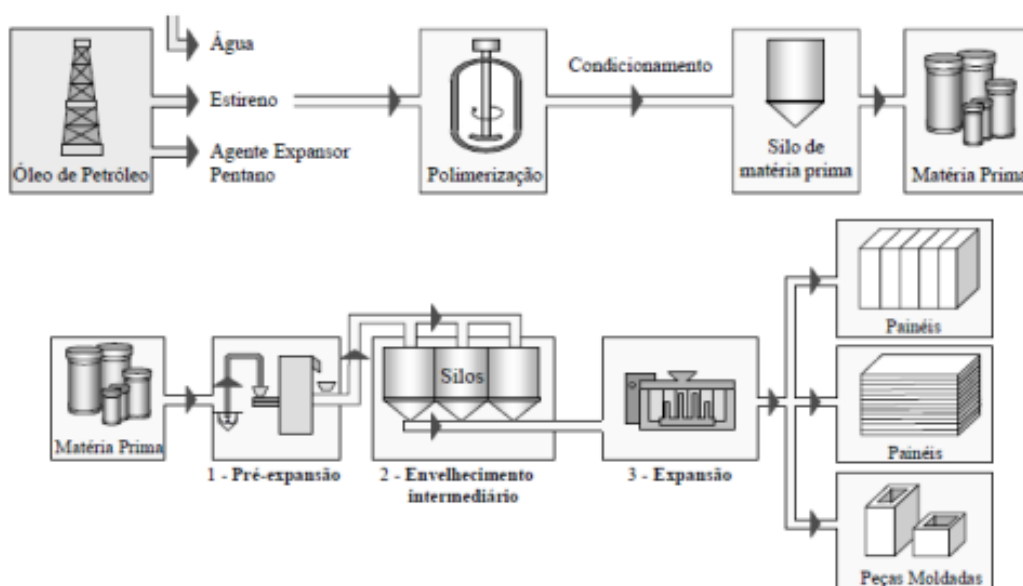 Água
Estireno
Agente Expansor
Pentano
Óleo de Petróleo
Polimerização
Condicionamento
Silo de
matéria prima
Matéria Prima
Matéria Prima
1 - Pré-expansão
Silos
2 - Envelhecimento
intermediário
3 - Expansão
Painéis
Painéis
Peças Moldadas